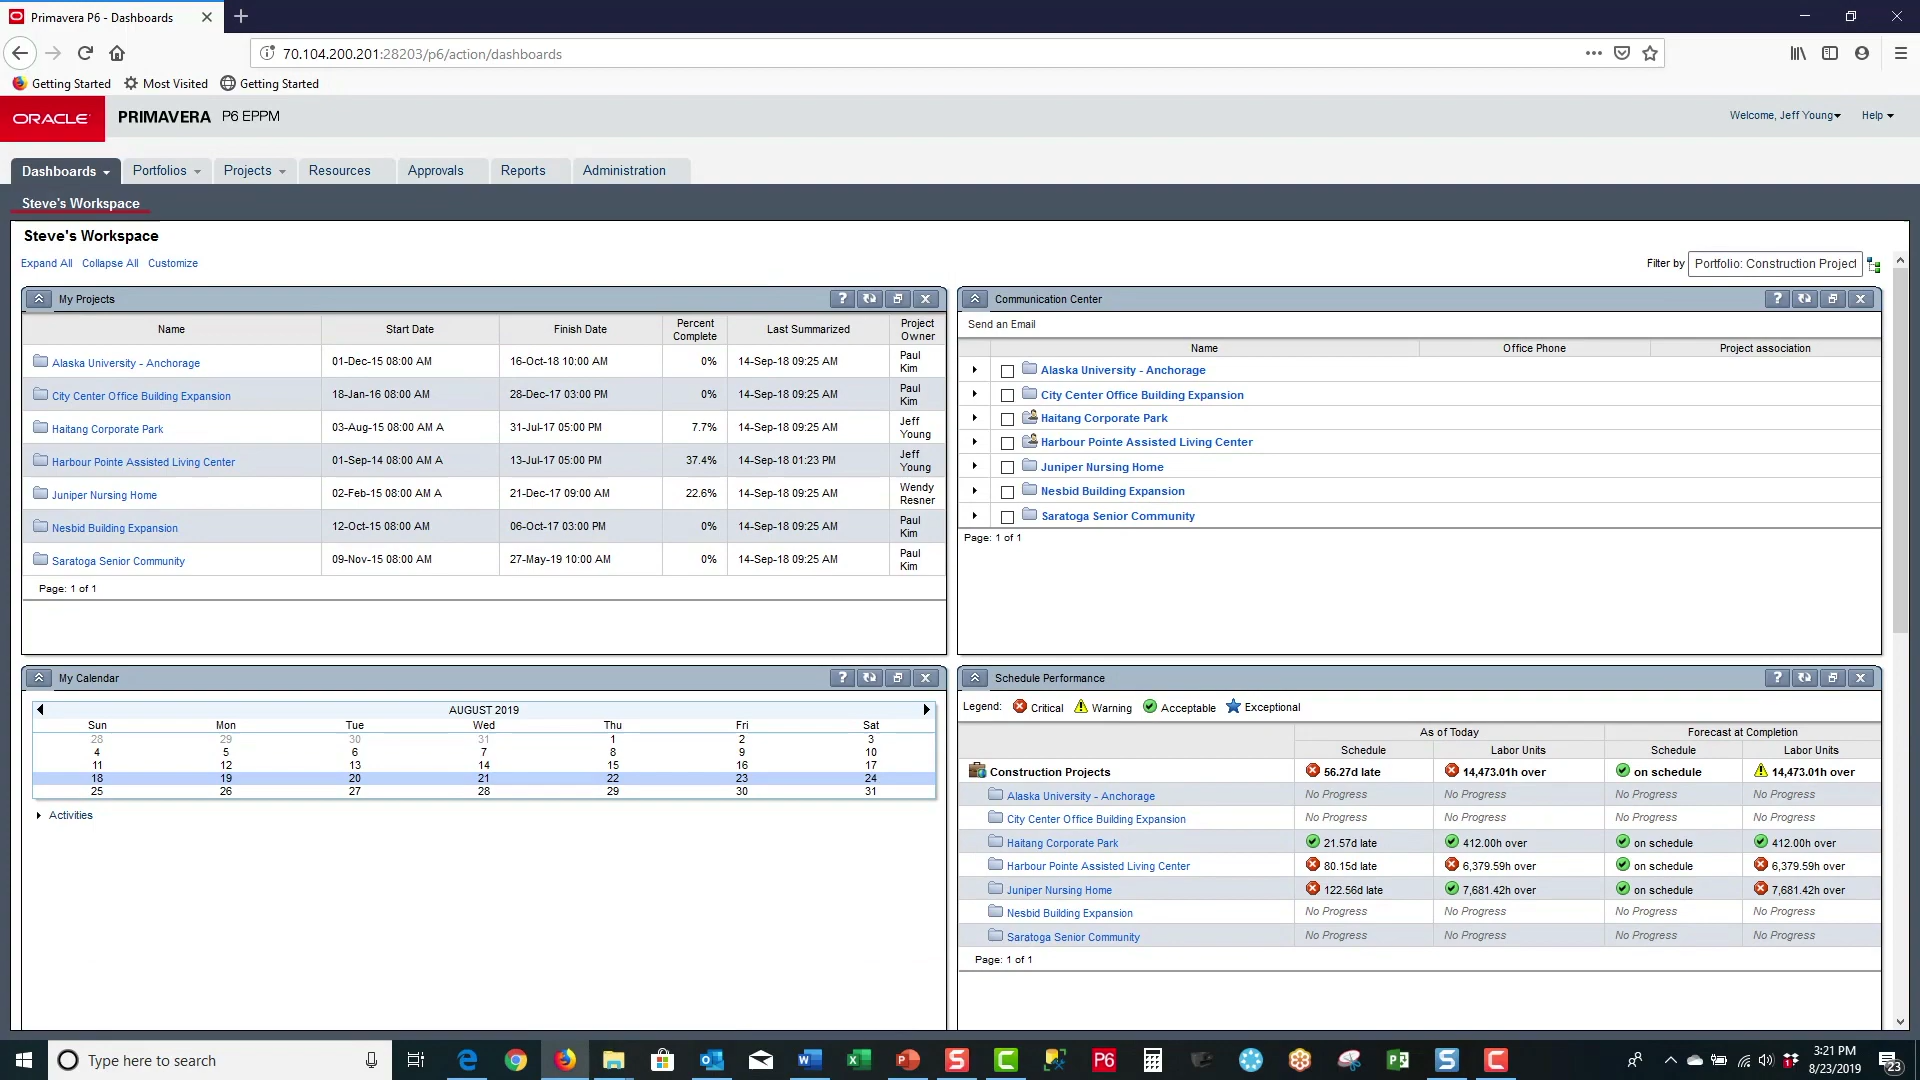 Primavera P6 - Dashboards
70.104.200.201:28203/p6/action/dashboards
Getting Started Most Visited Getting Started
ORACLE PRIMAVERA P6 EPPM Welcome, Jeff Young Help
Dashboards Portfolios Projects Resources Approvals Reports Administration
Steve's Workspace
Steve's Workspace
Expand All Collapse All Customize Filter by Portfolio: Construction Project
My Projects
Name Start Date Finish Date Percent Complete Last Summarized Project Owner
Alaska University - Anchorage 01-Dec-15 08:00 AM 16-Oct-18 10:00 AM 0% 14-Sep-18 09:25 AM Paul Kim
City Center Office Building Expansion 18-Jan-16 08:00 AM 28-Dec-17 03:00 PM 0% 14-Sep-18 09:25 AM Paul Kim
Haitang Corporate Park 03-Aug-15 08:00 AM A 31-Jul-17 05:00 PM 7.7% 14-Sep-18 09:25 AM Jeff Young
Harbour Pointe Assisted Living Center 01-Sep-14 08:00 AM A 13-Jul-17 05:00 PM 37.4% 14-Sep-18 01:23 PM Jeff Young
Juniper Nursing Home 02-Feb-15 08:00 AM A 21-Dec-17 09:00 AM 22.6% 14-Sep-18 09:25 AM Wendy Resner
Nesbid Building Expansion 12-Oct-15 08:00 AM 06-Oct-17 03:00 PM 0% 14-Sep-18 09:25 AM Paul Kim
Saratoga Senior Community 09-Nov-15 08:00 AM 27-May-19 10:00 AM 0% 14-Sep-18 09:25 AM Paul Kim
Page: 1 of 1
Communication Center
Send an Email
Name Office Phone Project association
Alaska University - Anchorage
City Center Office Building Expansion
Haitang Corporate Park
Harbour Pointe Assisted Living Center
Juniper Nursing Home
Nesbid Building Expansion
Saratoga Senior Community
Page: 1 of 1
My Calendar
AUGUST 2019
Sun Mon Tue Wed Thu Fri Sat
28 29 30 31 1 2 3
4 5 6 7 8 9 10
11 12 13 14 15 16 17
18 19 20 21 22 23 24
25 26 27 28 29 30 31
Activities
Schedule Performance
Legend: Critical Warning Acceptable Exceptional
As of Today Forecast at Completion
Schedule Labor Units Schedule Labor Units
Construction Projects 56.27d late 14,473.01h over on schedule 14,473.01h over
Alaska University - Anchorage No Progress No Progress No Progress No Progress
City Center Office Building Expansion No Progress No Progress No Progress No Progress
Haitang Corporate Park 21.57d late 412.00h over on schedule 412.00h over
Harbour Pointe Assisted Living Center 80.15d late 6,379.59h over on schedule 6,379.59h over
Juniper Nursing Home 122.56d late 7,681.42h over on schedule 7,681.42h over
Nesbid Building Expansion No Progress No Progress No Progress No Progress
Saratoga Senior Community No Progress No Progress No Progress No Progress
Page: 1 of 1
Type here to search
P6
3:21 PM
8/23/2019
23